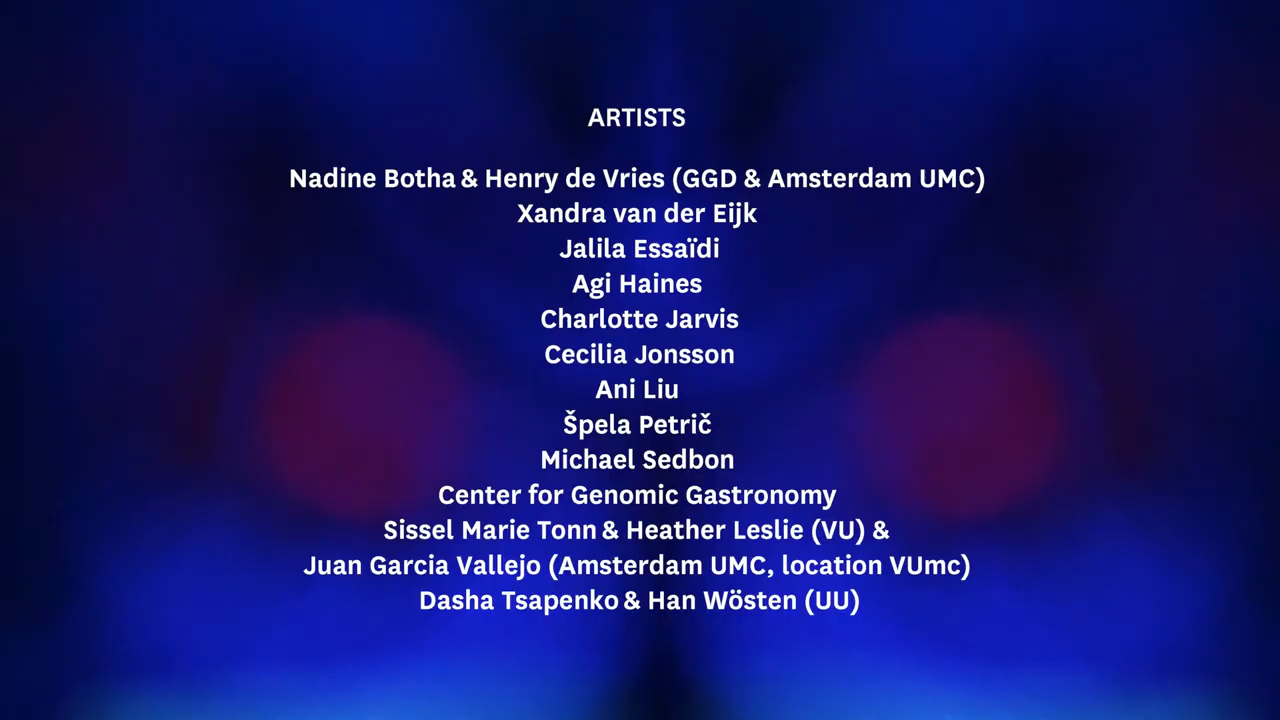 ARTISTS
Nadine Botha & Henry de Vries (GGD & Amsterdam UMC)
Xandra van der Eijk
Jalila Essaïdi
Agi Haines
Charlotte Jarvis
Cecilia Jonsson
Ani Liu
Špela Petrič
Michael Sedbon
Center for Genomic Gastronomy
Sissel Marie Tonn & Heather Leslie (VU) &
Juan Garcia Vallejo (Amsterdam UMC, location VUmc)
Dasha Tsapenko & Han Wösten (UU)